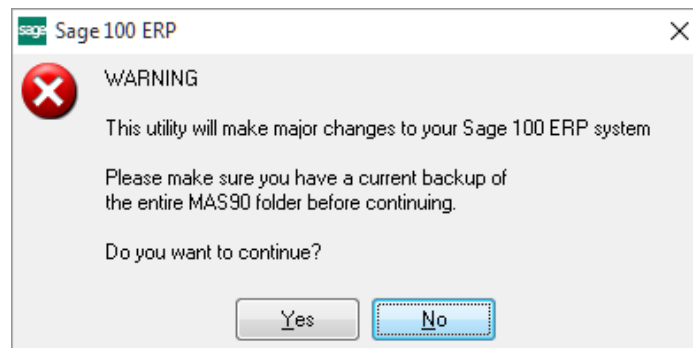 sage Sage 100 ERP
WARNING
This utility will make major changes to your Sage 100 ERP system
Please make sure you have a current backup of
the entire MAS90 folder before continuing.
Do you want to continue?
Yes No